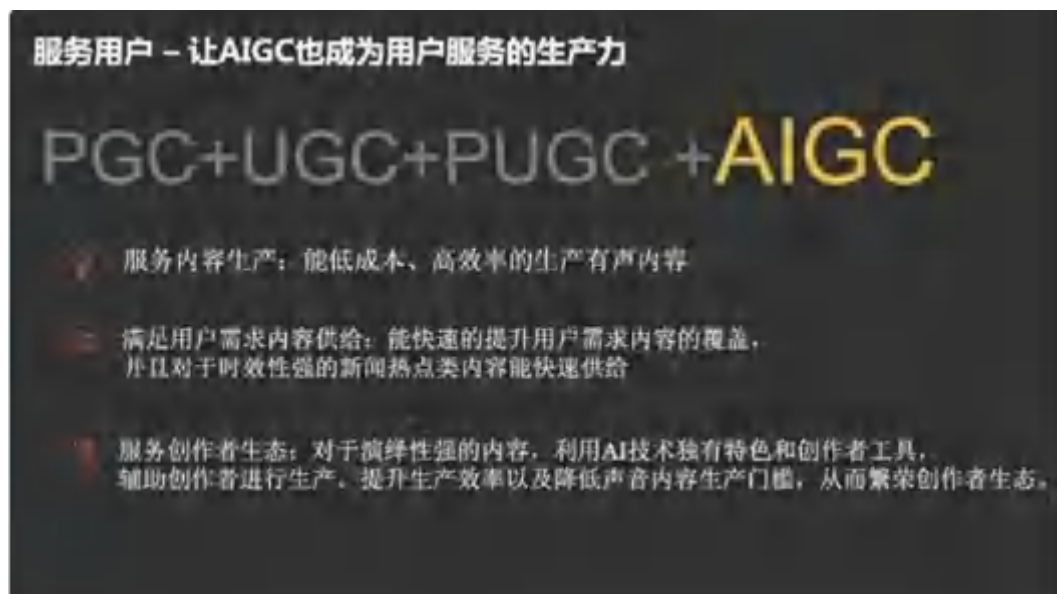 服务用户 – 让AIGC也成为用户服务的生产力
PGC+UGC+PUGC +AIGC
服务内容生产：能低成本、高效率的生产有声内容
满足用户需求内容供给：能快速的提升用户需求内容的覆盖，
并且对于时效性强的新闻热点类内容能快速供给
服务创作者生态：对于演绎性强的内容，利用AI技术独有特色和创作者工具，
辅助创作者进行生产、提升生产效率以及降低声音内容生产门槛，从而繁荣创作者生态。